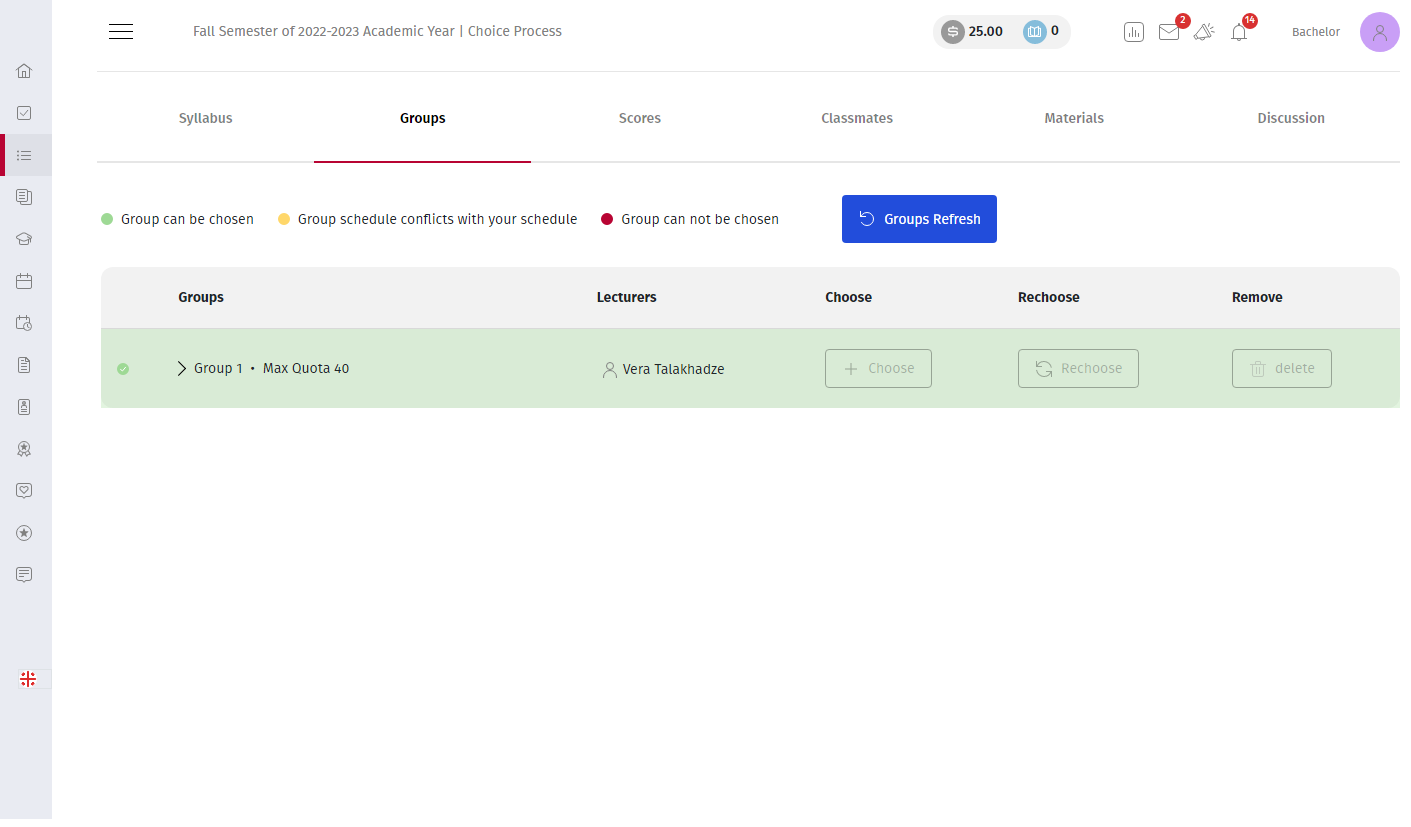 Fall Semester of 2022-2023 Academic Year | Choice Process
25.00
0
2
14
Bachelor
Syllabus
Groups
Scores
Classmates
Materials
Discussion
Group can be chosen
Group schedule conflicts with your schedule
Group can not be chosen
Groups Refresh
Groups
Lecturers
Choose
Rechoose
Remove
Group 1 • Max Quota 40
Vera Talakhadze
Choose
Rechoose
delete